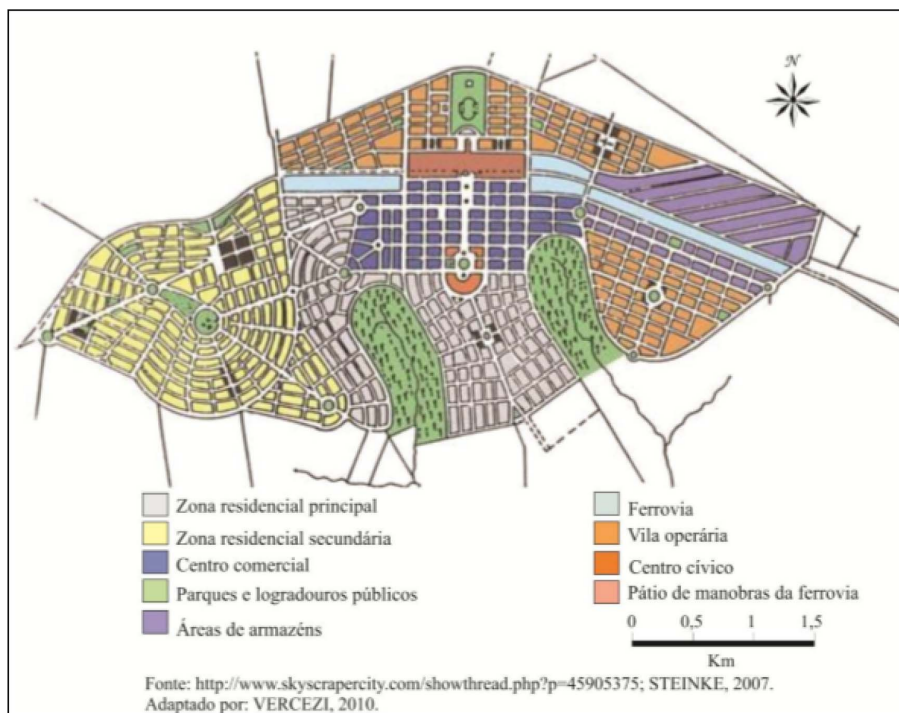 N
Zona residencial principal
Zona residencial secundária
Centro comercial
Parques e logradouros públicos
Áreas de armazéns
Ferrovia
Vila operária
Centro cívico
Pátio de manobras da ferrovia
0 0,5 1 1,5
Km
Fonte: http://www.skyscrapercity.com/showthread.php?p=45905375; STEINKE, 2007.
Adaptado por: VERCEZI, 2010.